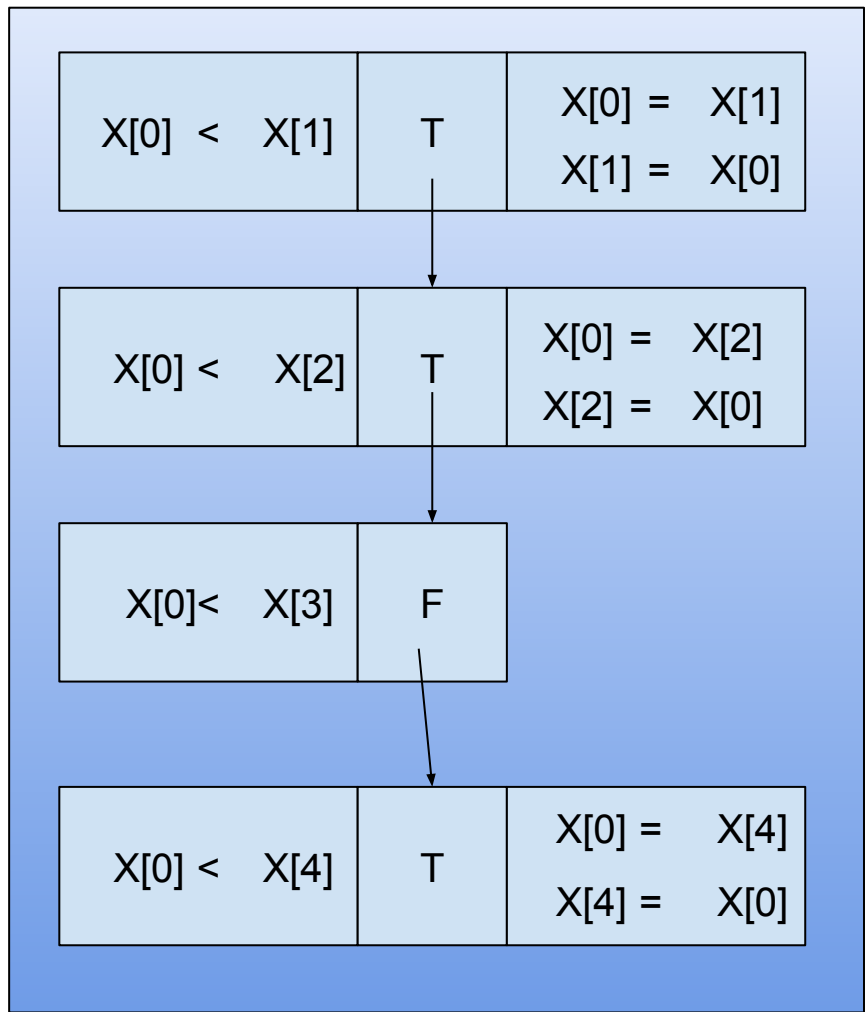 X[0] < X[1] T X[0] = X[1]
X[1] = X[0]
X[0] < X[2] T X[0] = X[2]
X[2] = X[0]
X[0]< X[3] F
X[0] < X[4] T X[0] = X[4]
X[4] = X[0]